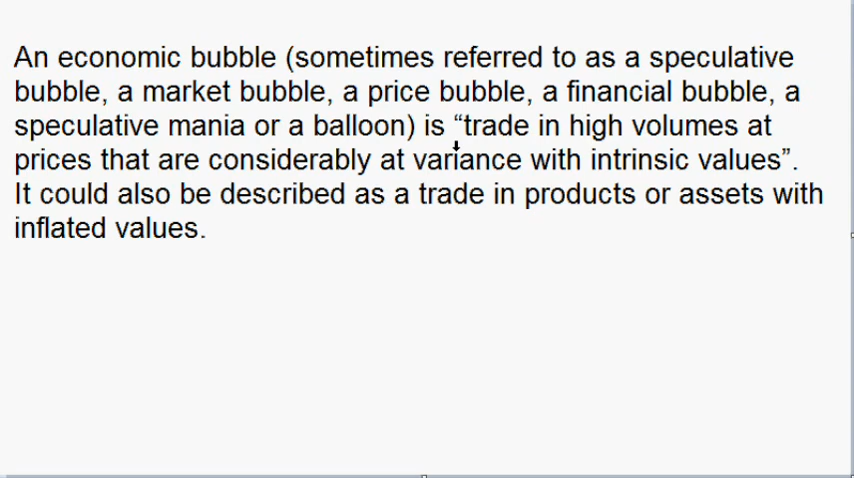 An economic bubble (sometimes referred to as a speculative
bubble, a market bubble, a price bubble, a financial bubble, a
speculative mania or a balloon) is “trade in high volumes at
prices that are considerably at variance with intrinsic values”.
It could also be described as a trade in products or assets with
inflated values.